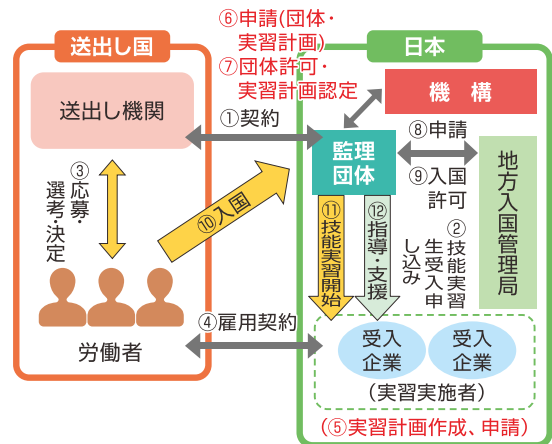 送出し国
送出し機関
③応募・
選考・決定
労働者
⑥申請(団体・
実習計画)
⑦団体許可・
実習計画認定
①契約
⑩入国
④雇用契約
日本
機　構
監理
団体
⑧申請
⑨入国
許可
地方入国管理局
②技能実習
生受入申
し込み
⑪技能実習開始
⑫指導・支援
受入
企業
受入
企業
(実習実施者)
(⑤実習計画作成、申請)